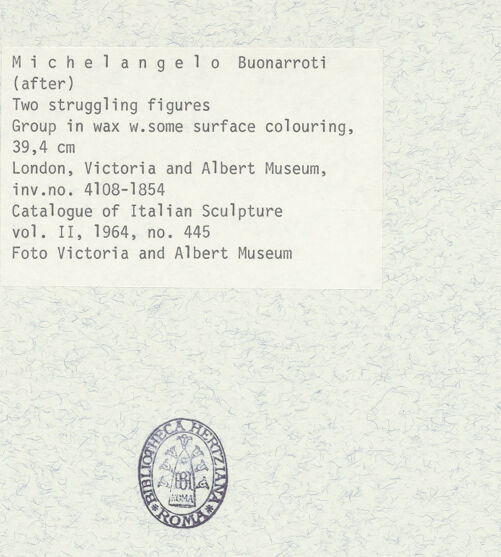 M i c h e l a n g e l o Buonarroti
(after)
Two struggling figures
Group in wax w.some surface colouring,
39,4 cm
London, Victoria and Albert Museum,
inv.no. 4108-1854
Catalogue of Italian Sculpture
vol. II, 1964, no. 445
Foto Victoria and Albert Museum
BIBLIOTHECA HERTZIANA
ROMA
* ROMA *